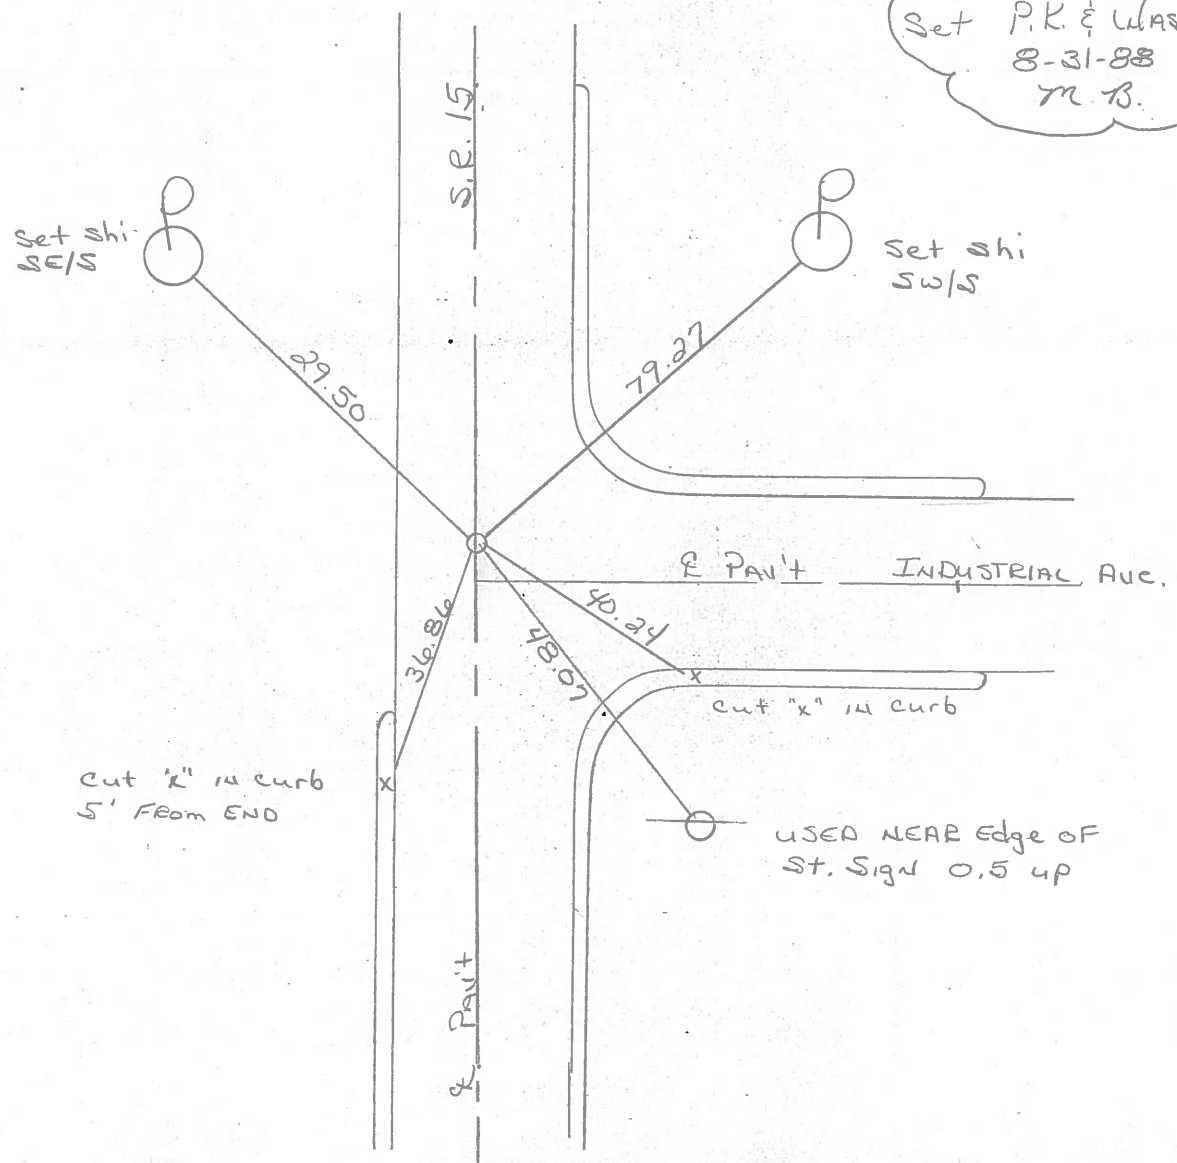 Set P.K. & WAS
8-31-88
M.B.
S.R. 15
Set shi
SE/S
Set shi
SW/S
29.50
79.27
℄ PAV't INDUSTRIAL AVE.
40.24
36.86
48.07
cut "x" IN curb
x
cut "x" IN curb
5' FROM END
x
USED NEAR Edge OF
St. Sign 0.5 up
℄ PAV't